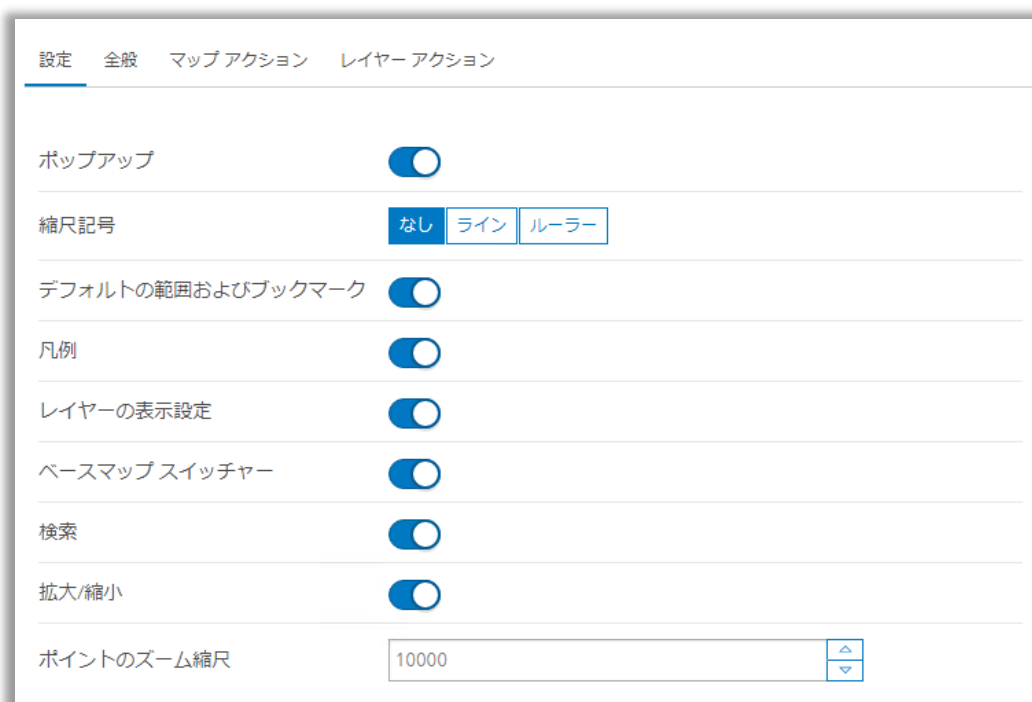 設定 全般 マップ アクション レイヤー アクション
ポップアップ
縮尺記号 なし ライン ルーラー
デフォルトの範囲およびブックマーク
凡例
レイヤーの表示設定
ベースマップ スイッチャー
検索
拡大/縮小
ポイントのズーム縮尺 10000